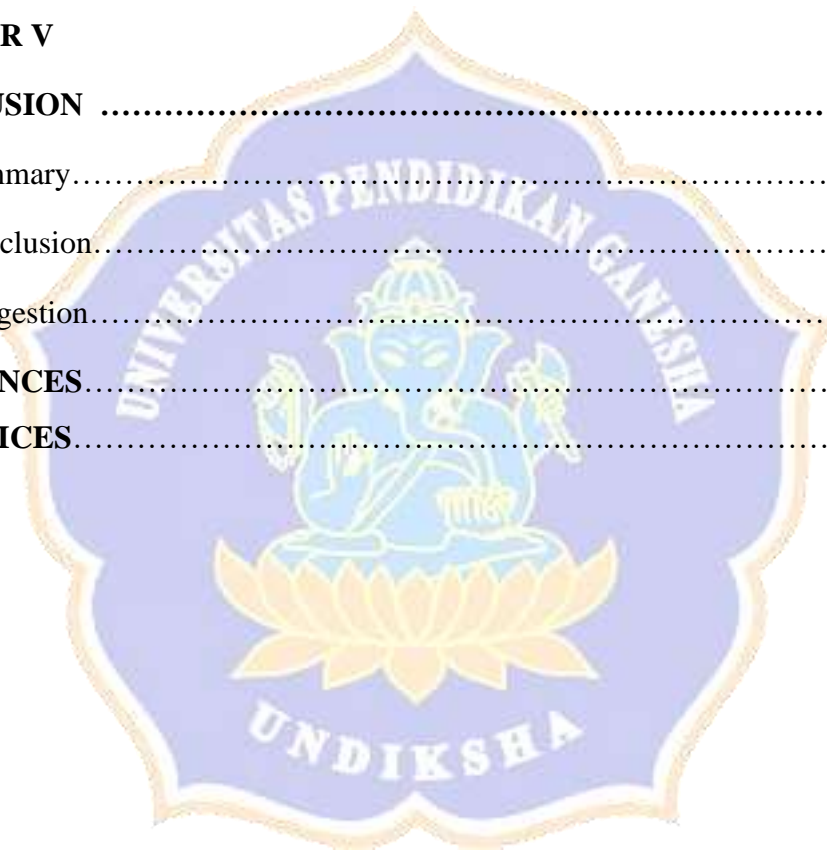 R V
USION ……………………………………………………………
UNIVERSITAS PENDIDIKAN GANESHA
nmary……………………………………………………………
clusion……………………………………………………………
gestion……………………………………………………………
NCES……………………………………………………………
ICES……………………………………………………………
UNDIKSHA